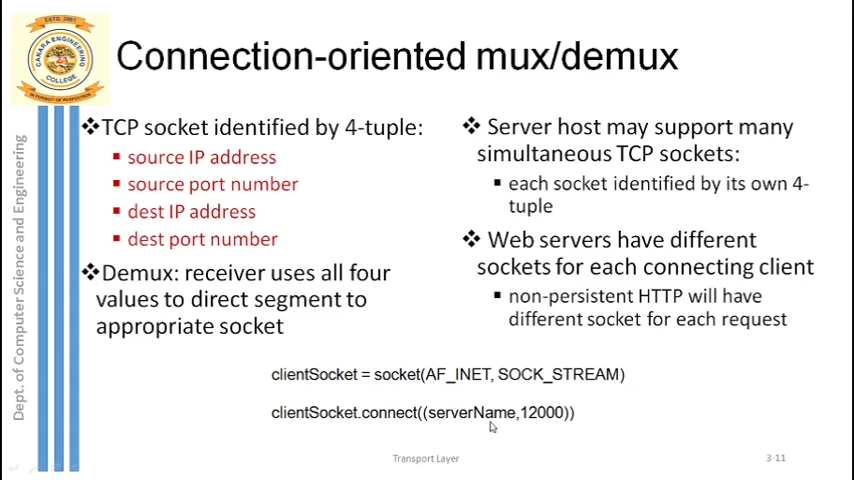 Connection-oriented mux/demux
ESTD. 2001
CANARA ENGINEERING
COLLEGE
IN PURSUIT OF PERFECTION
Dept. of Computer Science and Engineering
❖TCP socket identified by 4-tuple:
▪ source IP address
▪ source port number
▪ dest IP address
▪ dest port number
❖Demux: receiver uses all four
values to direct segment to
appropriate socket
❖ Server host may support many
simultaneous TCP sockets:
▪ each socket identified by its own 4-
tuple
❖ Web servers have different
sockets for each connecting client
▪ non-persistent HTTP will have
different socket for each request
clientSocket = socket(AF_INET, SOCK_STREAM)
clientSocket.connect((serverName,12000))
Transport Layer
3-11